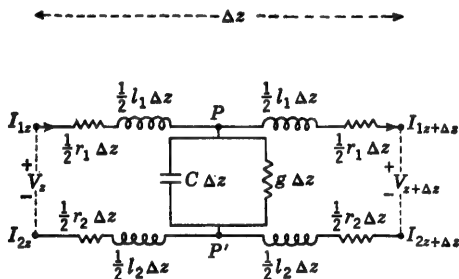 Δz
½ l₁ Δz
½ l₁ Δz
P
I₁z
I₁z+Δz
½ r₁ Δz
½ r₁ Δz
+
Vz
−
C Δz
g Δz
+
Vz+Δz
−
½ r₂ Δz
½ r₂ Δz
I₂z
P'
I₂z+Δz
½ l₂ Δz
½ l₂ Δz